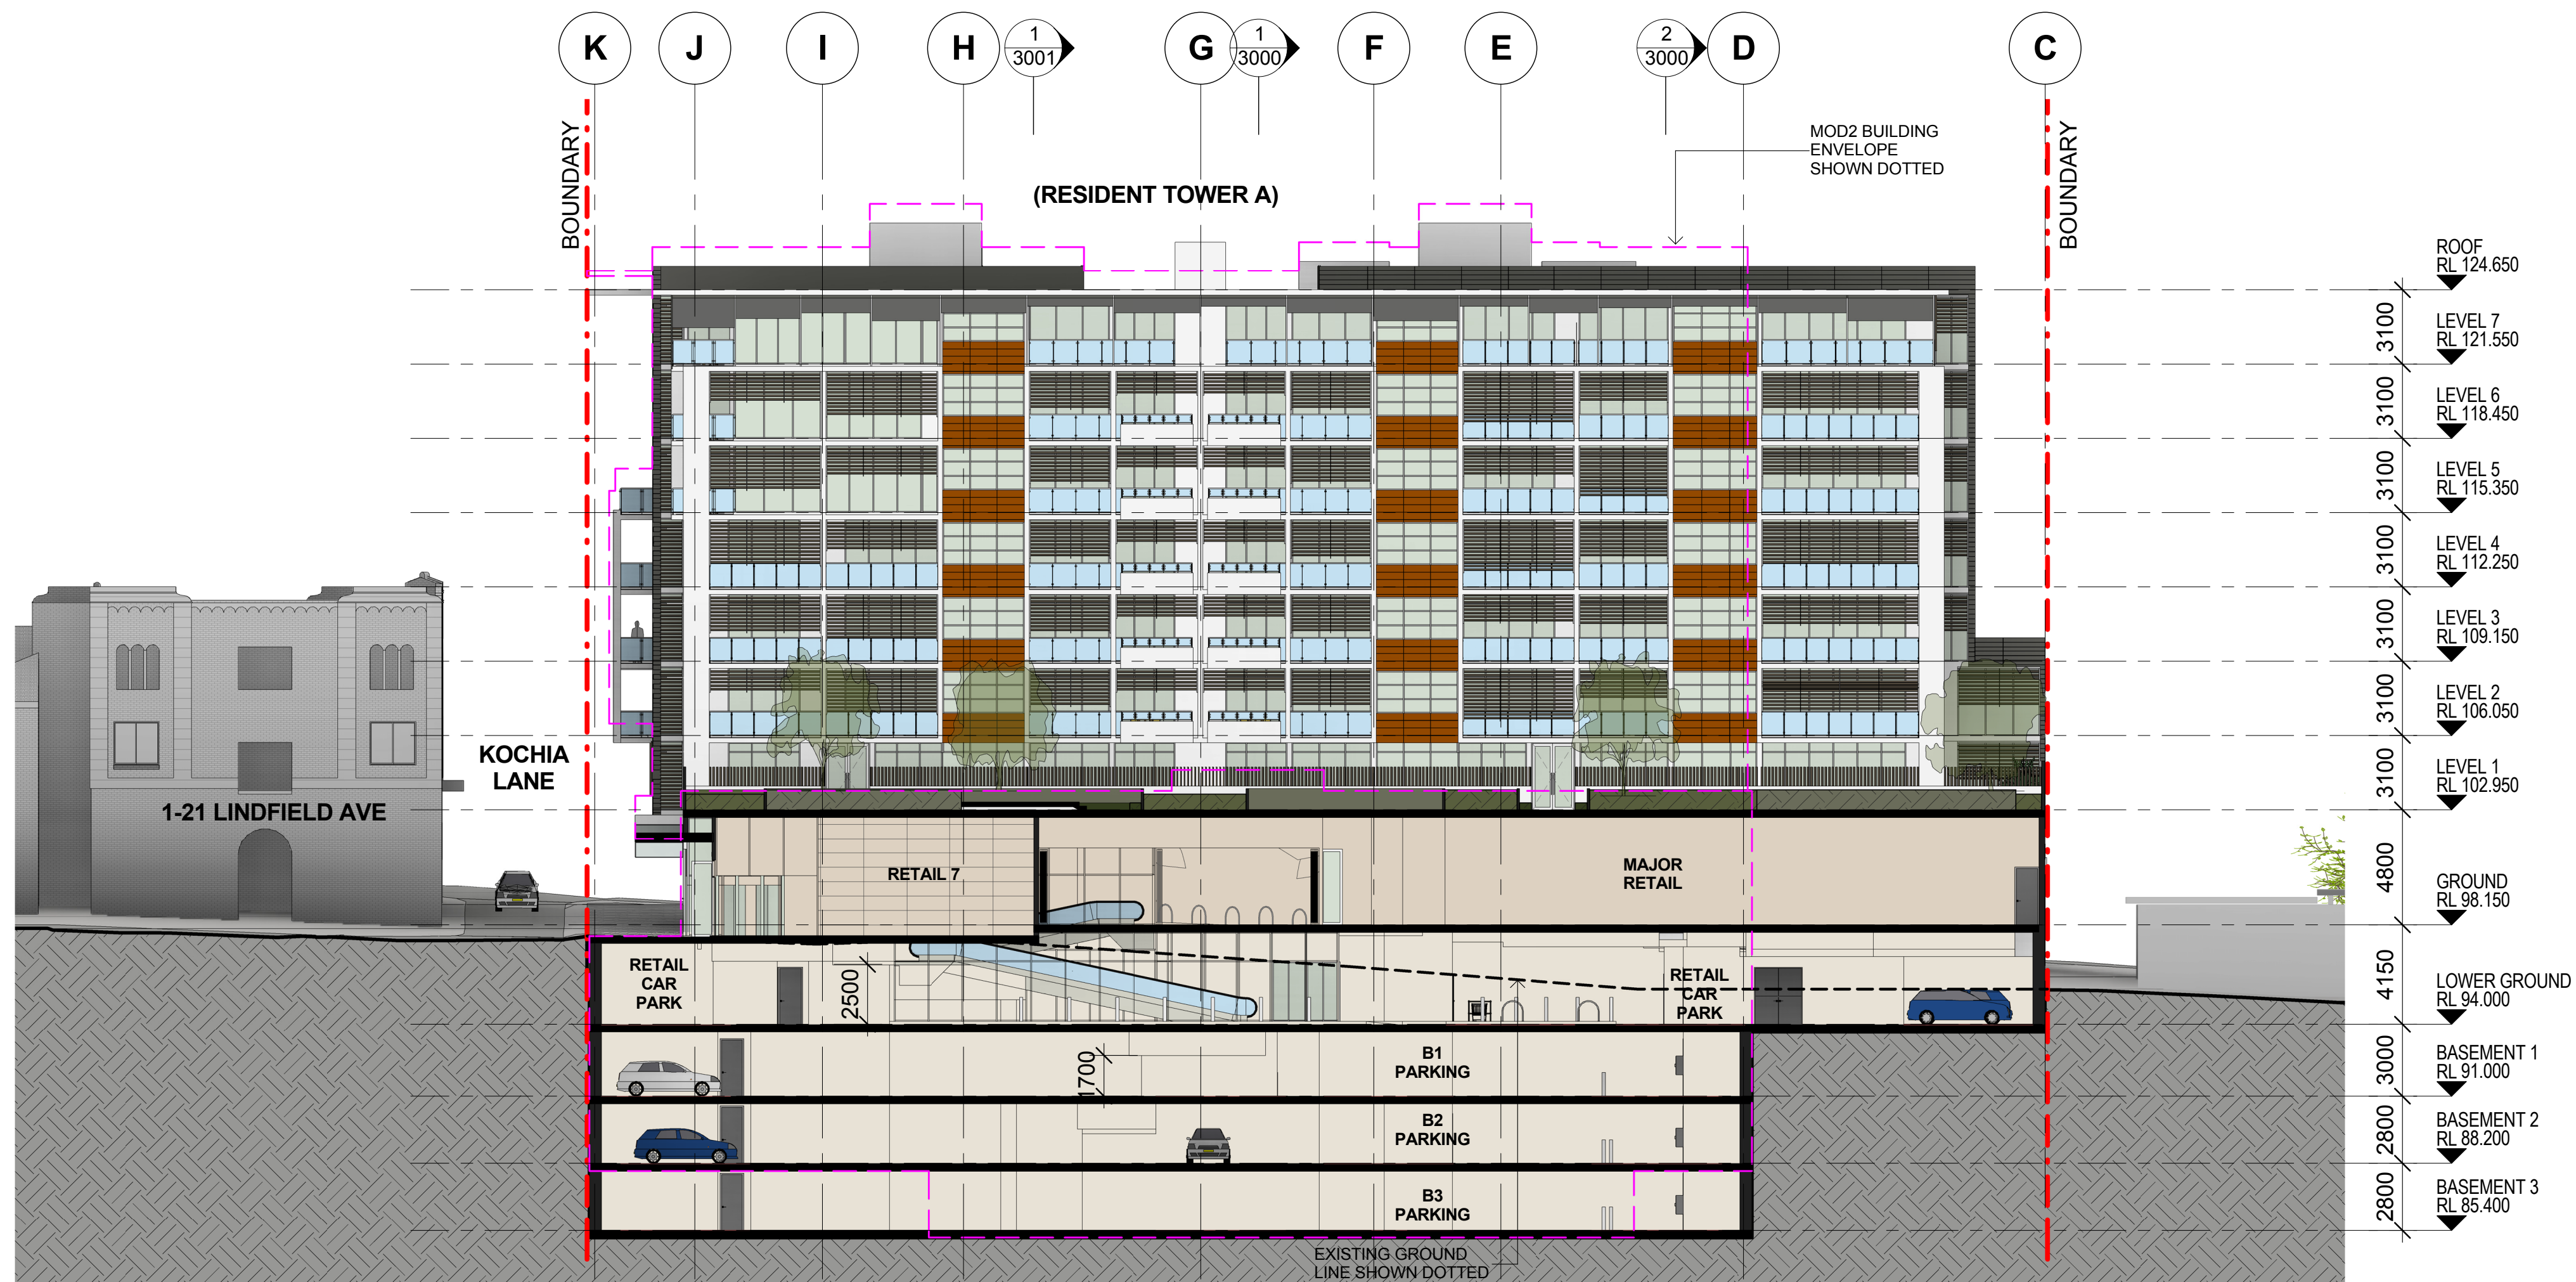 K
J
I
H
1
3001
G
1
3000
F
E
2
3000
D
C
BOUNDARY
BOUNDARY
MOD2 BUILDING
ENVELOPE
SHOWN DOTTED
(RESIDENT TOWER A)
ROOF
RL 124.650
3100
LEVEL 7
RL 121.550
3100
LEVEL 6
RL 118.450
3100
LEVEL 5
RL 115.350
3100
LEVEL 4
RL 112.250
3100
LEVEL 3
RL 109.150
3100
LEVEL 2
RL 106.050
3100
LEVEL 1
RL 102.950
4800
GROUND
RL 98.150
4150
LOWER GROUND
RL 94.000
3000
BASEMENT 1
RL 91.000
2800
BASEMENT 2
RL 88.200
2800
BASEMENT 3
RL 85.400
KOCHIA
LANE
1-21 LINDFIELD AVE
RETAIL 7
MAJOR
RETAIL
RETAIL
CAR
PARK
2500
RETAIL
CAR
PARK
1700
B1
PARKING
B2
PARKING
B3
PARKING
EXISTING GROUND
LINE SHOWN DOTTED